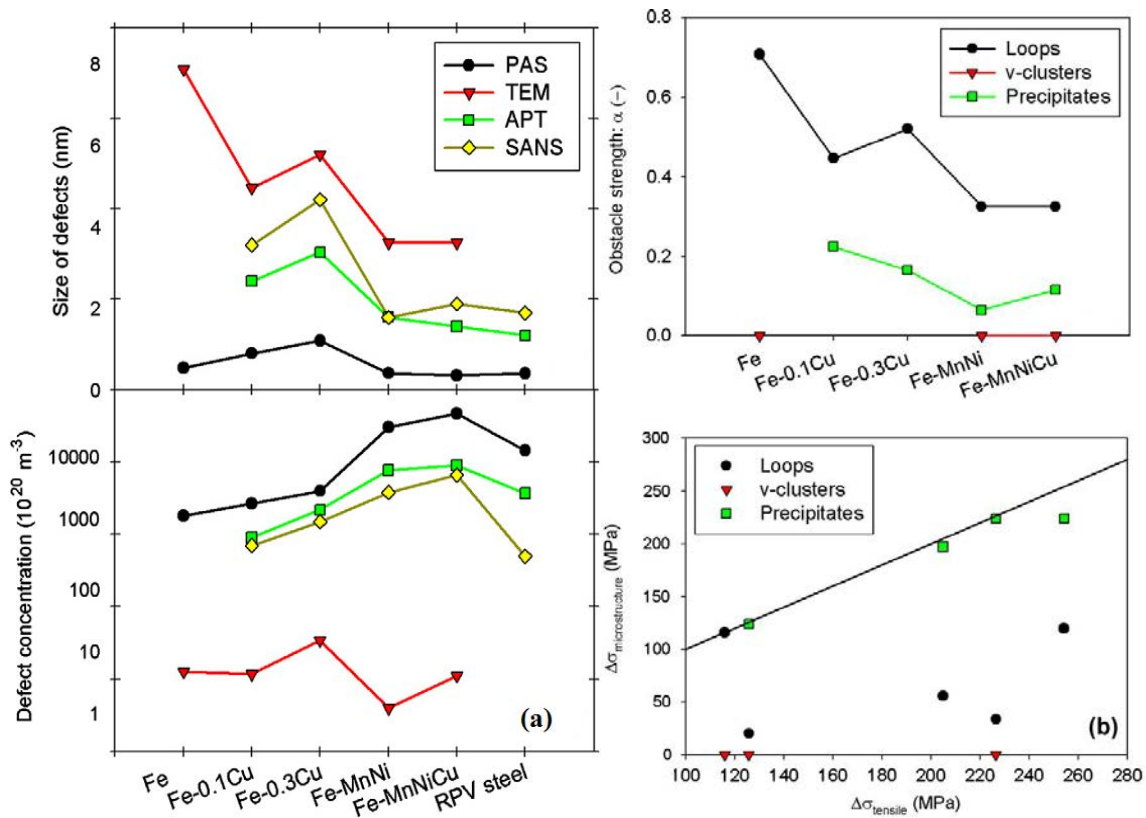 8
6
4
2
0
Size of defects (nm)
PAS
TEM
APT
SANS
10000
1000
100
10
1
Defect concentration (10²⁰ m⁻³)
(a)
Fe
Fe-0.1Cu
Fe-0.3Cu
Fe-MnNi
Fe-MnNiCu
RPV steel
0.8
0.6
0.4
0.2
0.0
Obstacle strength: α (–)
Loops
v-clusters
Precipitates
Fe
Fe-0.1Cu
Fe-0.3Cu
Fe-MnNi
Fe-MnNiCu
300
250
200
150
100
50
0
Δσmicrostructure (MPa)
Loops
v-clusters
Precipitates
(b)
100 120 140 160 180 200 220 240 260 280
Δσtensile (MPa)